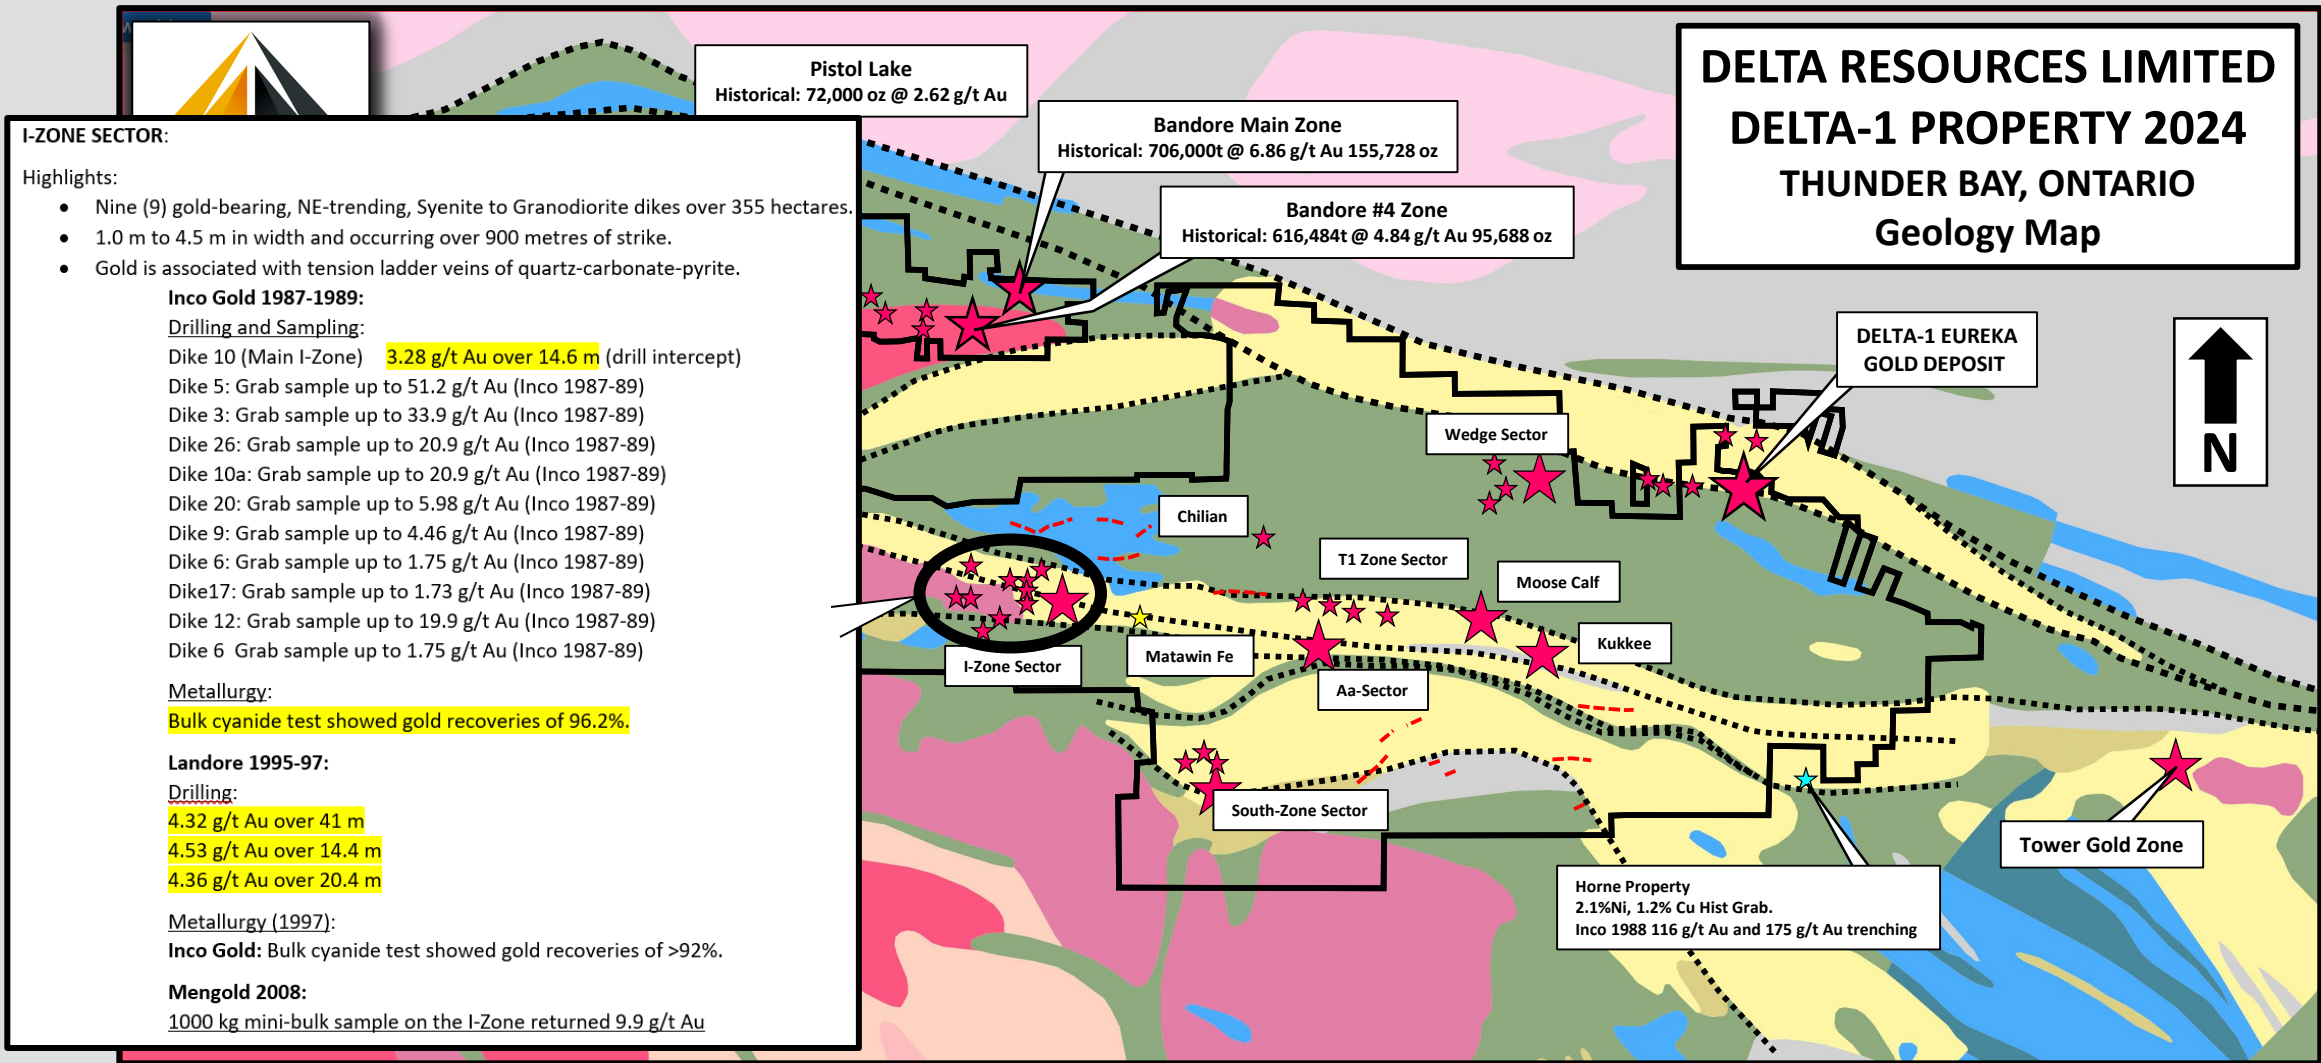 DELTA RESOURCES LIMITED
DELTA-1 PROPERTY 2024
THUNDER BAY, ONTARIO
Geology Map
Pistol Lake
Historical: 72,000 oz @ 2.62 g/t Au
Bandore Main Zone
Historical: 706,000t @ 6.86 g/t Au 155,728 oz
Bandore #4 Zone
Historical: 616,484t @ 4.84 g/t Au 95,688 oz
I-ZONE SECTOR:
Highlights:
• Nine (9) gold-bearing, NE-trending, Syenite to Granodiorite dikes over 355 hectares.
• 1.0 m to 4.5 m in width and occurring over 900 metres of strike.
• Gold is associated with tension ladder veins of quartz-carbonate-pyrite.
Inco Gold 1987-1989:
Drilling and Sampling:
Dike 10 (Main I-Zone) 3.28 g/t Au over 14.6 m (drill intercept)
Dike 5: Grab sample up to 51.2 g/t Au (Inco 1987-89)
Dike 3: Grab sample up to 33.9 g/t Au (Inco 1987-89)
Dike 26: Grab sample up to 20.9 g/t Au (Inco 1987-89)
Dike 10a: Grab sample up to 20.9 g/t Au (Inco 1987-89)
Dike 20: Grab sample up to 5.98 g/t Au (Inco 1987-89)
Dike 9: Grab sample up to 4.46 g/t Au (Inco 1987-89)
Dike 6: Grab sample up to 1.75 g/t Au (Inco 1987-89)
Dike17: Grab sample up to 1.73 g/t Au (Inco 1987-89)
Dike 12: Grab sample up to 19.9 g/t Au (Inco 1987-89)
Dike 6 Grab sample up to 1.75 g/t Au (Inco 1987-89)
Metallurgy:
Bulk cyanide test showed gold recoveries of 96.2%.
Landore 1995-97:
Drilling:
4.32 g/t Au over 41 m
4.53 g/t Au over 14.4 m
4.36 g/t Au over 20.4 m
Metallurgy (1997):
Inco Gold: Bulk cyanide test showed gold recoveries of >92%.
Mengold 2008:
1000 kg mini-bulk sample on the I-Zone returned 9.9 g/t Au
DELTA-1 EUREKA
GOLD DEPOSIT
N
Wedge Sector
Chilian
T1 Zone Sector
Moose Calf
Kukkee
Matawin Fe
I-Zone Sector
Aa-Sector
South-Zone Sector
Tower Gold Zone
Horne Property
2.1%Ni, 1.2% Cu Hist Grab.
Inco 1988 116 g/t Au and 175 g/t Au trenching